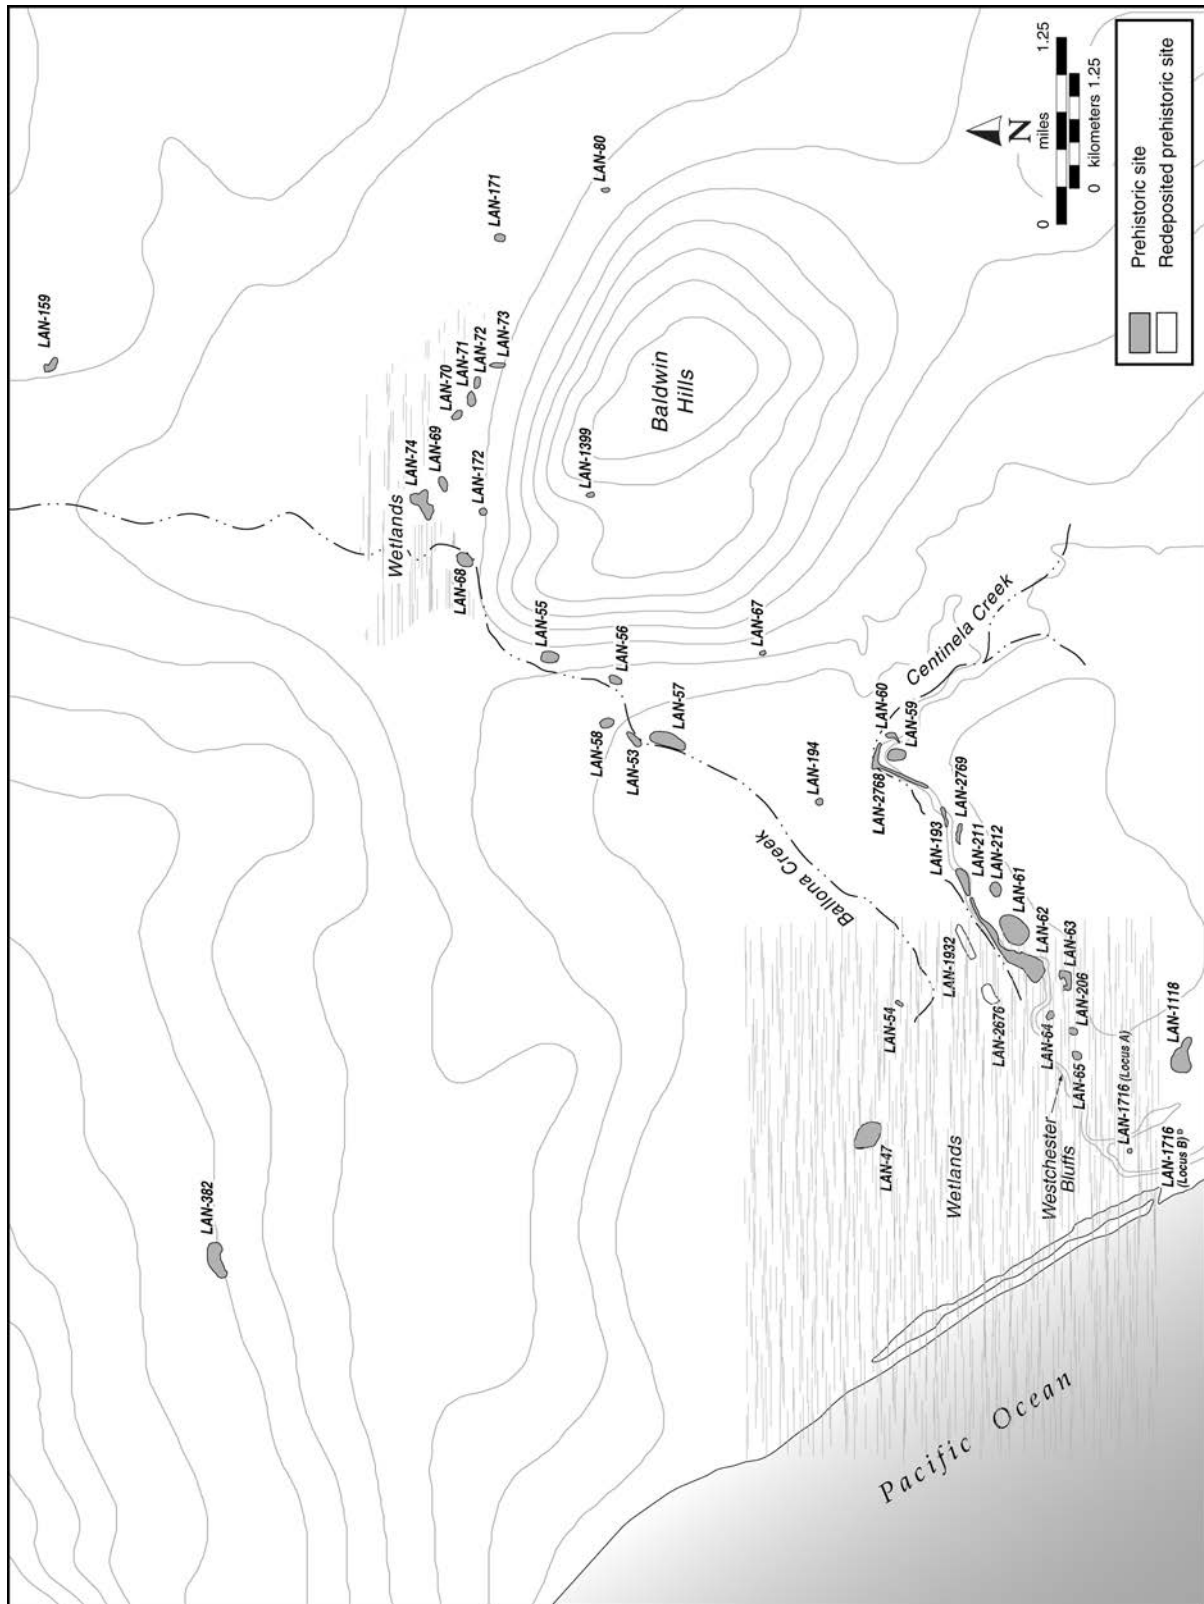 LAN-159
LAN-80
LAN-171
LAN-73
LAN-72
LAN-71
LAN-70
LAN-69
LAN-74
Wetlands
LAN-172
LAN-68
LAN-1399
Baldwin
Hills
LAN-55
LAN-56
LAN-58
LAN-53
LAN-57
LAN-67
LAN-382
Centinela Creek
LAN-60
LAN-59
LAN-2768
LAN-194
LAN-2769
LAN-193
LAN-211
LAN-212
LAN-61
LAN-62
LAN-63
Ballona Creek
LAN-1932
LAN-54
LAN-2676
LAN-206
LAN-64
LAN-65
LAN-47
Wetlands
Westchester
Bluffs
LAN-1716 (Locus A)
LAN-1716
(Locus B)
LAN-1118
Pacific Ocean
N
0 miles 1.25
0 kilometers 1.25
Prehistoric site
Redeposited prehistoric site